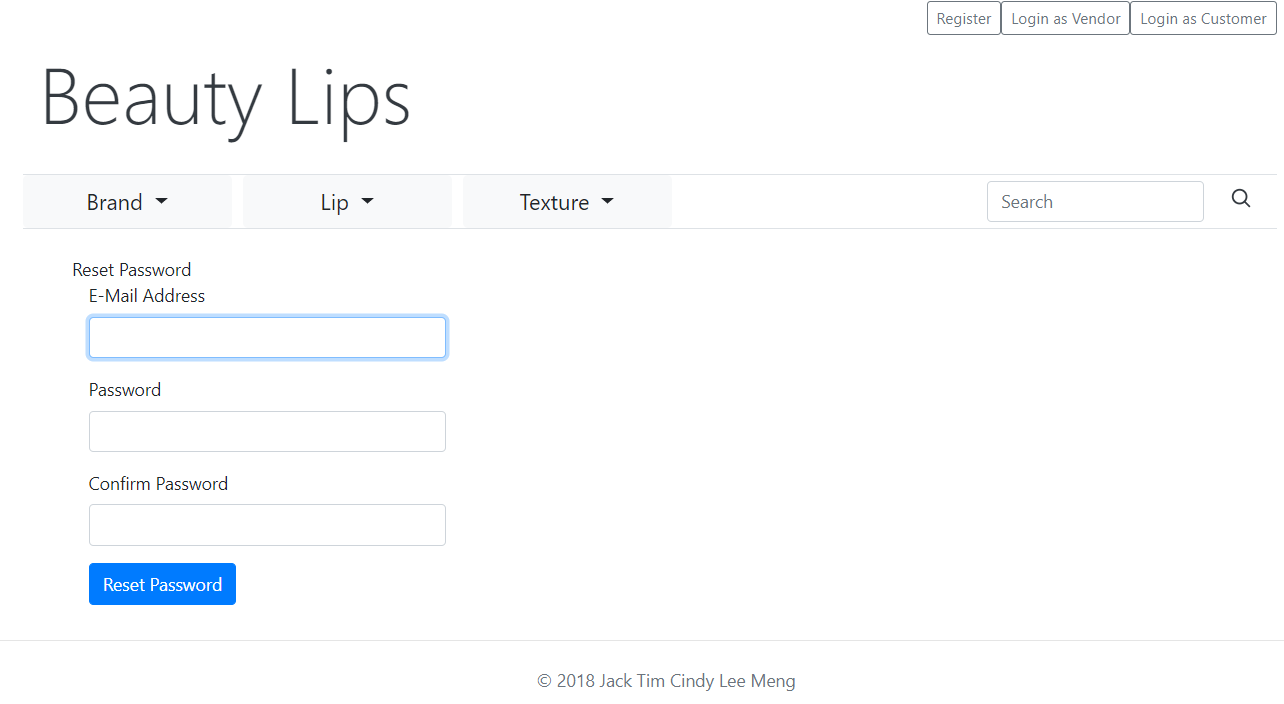 Register Login as Vendor Login as Customer
Beauty Lips
Brand Lip Texture Search
Reset Password
E-Mail Address
Password
Confirm Password
Reset Password
© 2018 Jack Tim Cindy Lee Meng